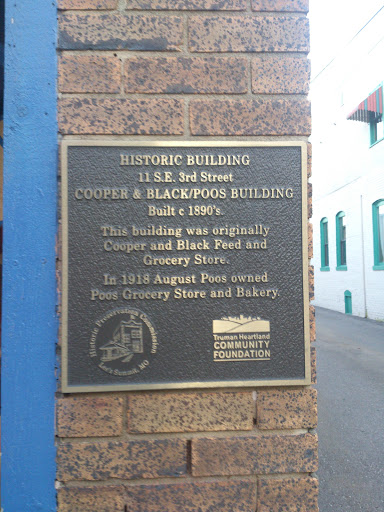 HISTORIC BUILDING
11 S.E. 3rd Street
COOPER & BLACK/POOS BUILDING
Built c 1890's.
This building was originally
Cooper and Black Feed and
Grocery Store.
In 1918 August Poos owned
Poos Grocery Store and Bakery.
Historic Preservation Commission
Lee's Summit, MO
Truman Heartland
COMMUNITY
FOUNDATION